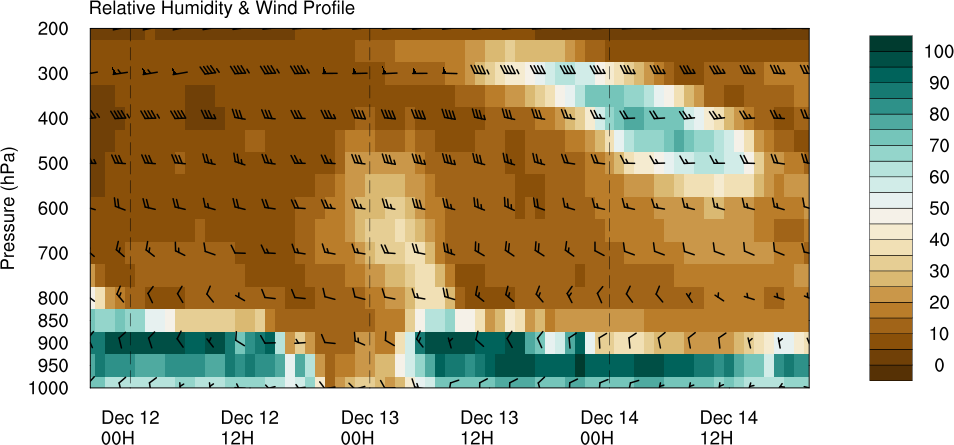 Relative Humidity & Wind Profile
Pressure (hPa)
200
300
400
500
600
700
800
850
900
950
1000
Dec 12 00H
Dec 12 12H
Dec 13 00H
Dec 13 12H
Dec 14 00H
Dec 14 12H
100
90
80
70
60
50
40
30
20
10
0